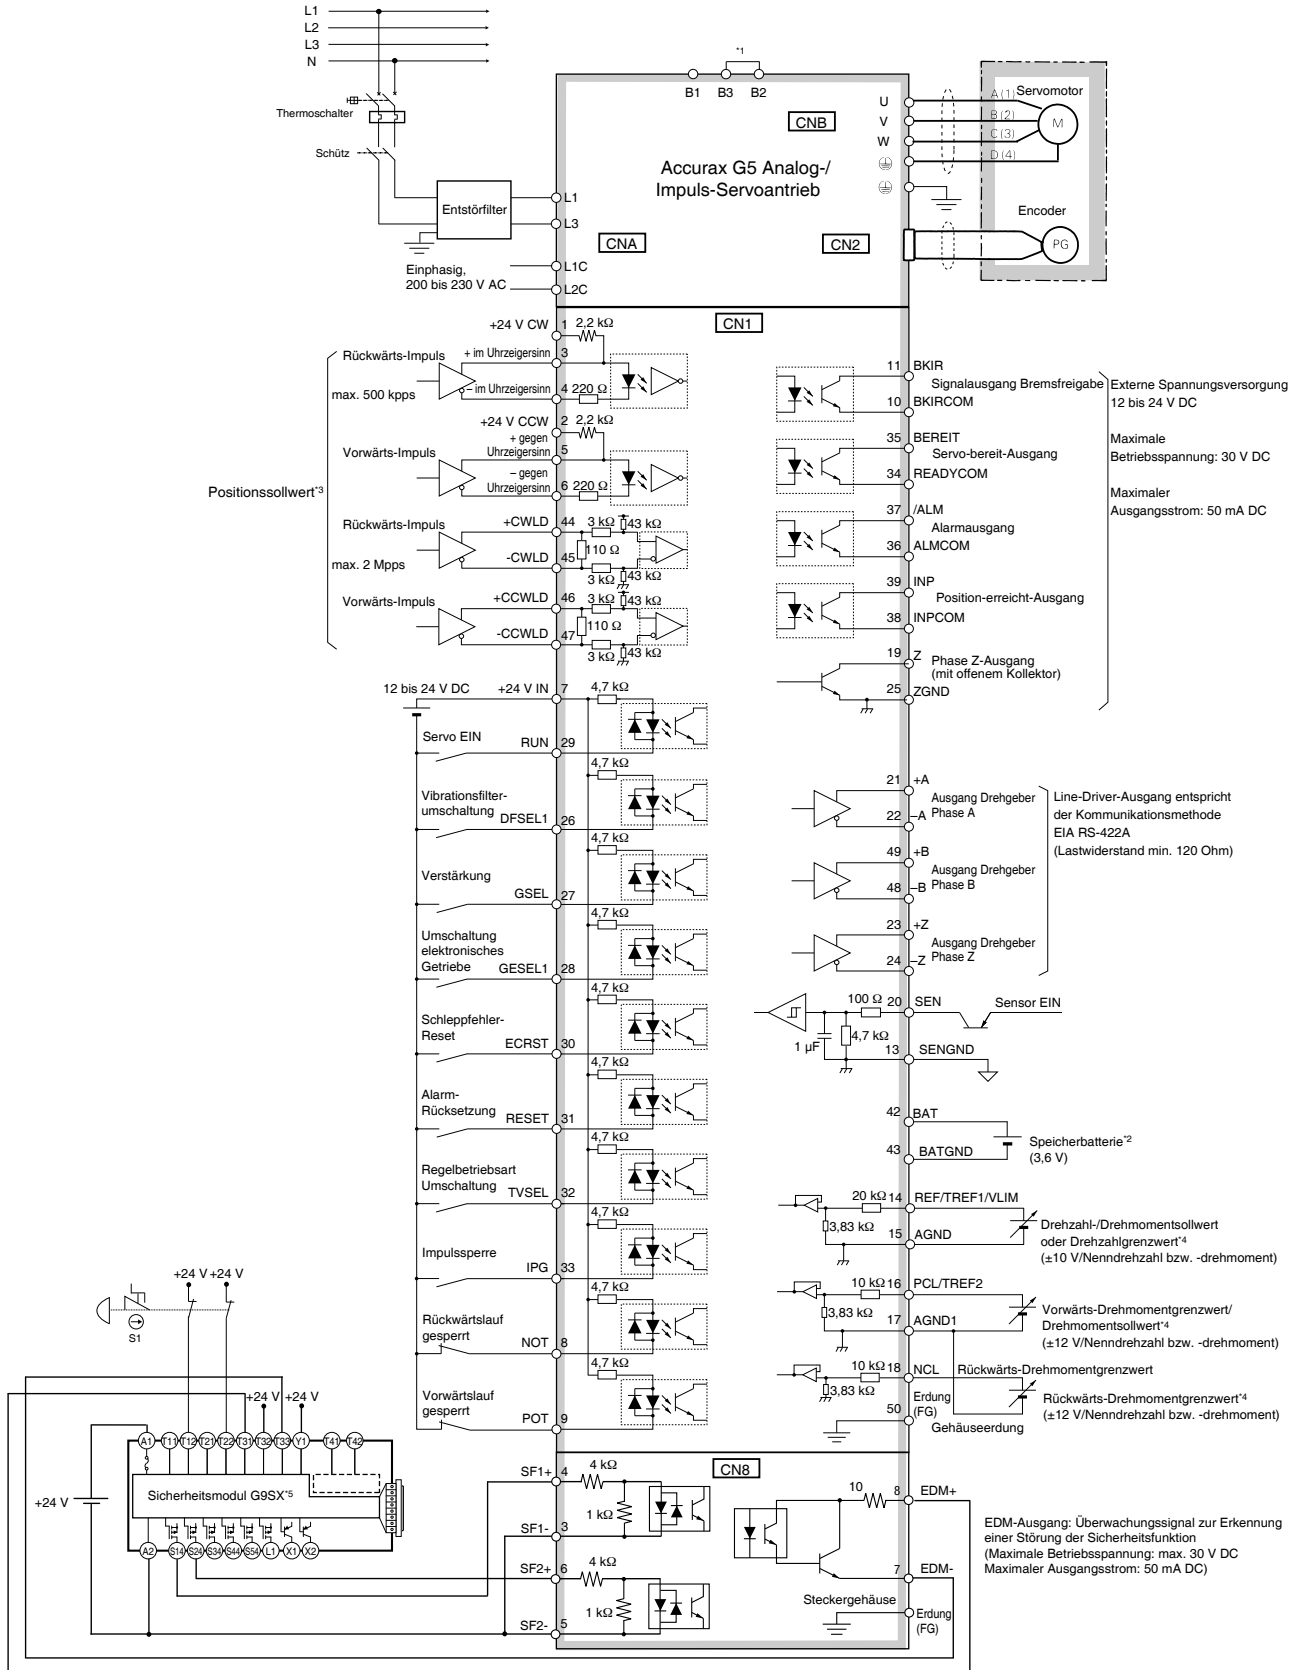 L1
L2
L3
N
Thermoschalter
Schütz
Entstörfilter
L1
L3
Einphasig,
200 bis 230 V AC
L1C
L2C
*1
B1 B3 B2
CNB
Accurax G5 Analog-/
Impuls-Servoantrieb
CNA
CN2
U
V
W
A (1)
B (2)
C (3)
D (4)
Servomotor
M
Encoder
PG
CN1
Positionssollwert*3
+24 V CW 1 2,2 kΩ
Rückwärts-Impuls
+ im Uhrzeigersinn 3
max. 500 kpps
– im Uhrzeigersinn 4 220 Ω
+24 V CCW 2 2,2 kΩ
Vorwärts-Impuls
+ gegen
Uhrzeigersinn 5
– gegen
Uhrzeigersinn 6 220 Ω
Rückwärts-Impuls
+CWLD 44 3 kΩ 43 kΩ
110 Ω
max. 2 Mpps
-CWLD 45
3 kΩ 43 kΩ
Vorwärts-Impuls
+CCWLD 46 3 kΩ 43 kΩ
110 Ω
-CCWLD 47
3 kΩ 43 kΩ
12 bis 24 V DC +24 V IN 7 4,7 kΩ
Servo EIN
RUN 29
4,7 kΩ
Vibrationsfilter-
umschaltung
DFSEL1 26
4,7 kΩ
Verstärkung
GSEL 27
4,7 kΩ
Umschaltung
elektronisches
Getriebe
GESEL1 28
4,7 kΩ
Schleppfehler-
Reset
ECRST 30
4,7 kΩ
Alarm-
Rücksetzung
RESET 31
4,7 kΩ
Regelbetriebsart
Umschaltung
TVSEL 32
4,7 kΩ
Impulssperre
IPG 33
4,7 kΩ
Rückwärtslauf
gesperrt
NOT 8
4,7 kΩ
Vorwärtslauf
gesperrt
POT 9
11 BKIR
Signalausgang Bremsfreigabe
10 BKIRCOM
35 BEREIT
Servo-bereit-Ausgang
34 READYCOM
37 /ALM
Alarmausgang
36 ALMCOM
39 INP
Position-erreicht-Ausgang
38 INPCOM
19 Z
Phase Z-Ausgang
(mit offenem Kollektor)
25 ZGND
Externe Spannungsversorgung
12 bis 24 V DC
Maximale
Betriebsspannung: 30 V DC
Maximaler
Ausgangsstrom: 50 mA DC
21 +A
Ausgang Drehgeber
Phase A
22 –A
49 +B
Ausgang Drehgeber
Phase B
48 –B
23 +Z
Ausgang Drehgeber
Phase Z
24 –Z
Line-Driver-Ausgang entspricht
der Kommunikationsmethode
EIA RS-422A
(Lastwiderstand min. 120 Ohm)
100 Ω 20 SEN Sensor EIN
1 µF
4,7 kΩ
13 SENGND
42 BAT
Speicherbatterie*2
(3,6 V)
43 BATGND
20 kΩ 14 REF/TREF1/VLIM
3,83 kΩ
15 AGND
Drehzahl-/Drehmomentsollwert
oder Drehzahlgrenzwert*4
(±10 V/Nenndrehzahl bzw. -drehmoment)
10 kΩ 16 PCL/TREF2
3,83 kΩ
17 AGND1
Vorwärts-Drehmomentgrenzwert/
Drehmomentsollwert*4
(±12 V/Nenndrehzahl bzw. -drehmoment)
10 kΩ 18 NCL Rückwärts-Drehmomentgrenzwert
3,83 kΩ
Rückwärts-Drehmomentgrenzwert*4
(±12 V/Nenndrehzahl bzw. -drehmoment)
50
Erdung
(FG)
Gehäuseerdung
+24 V +24 V
S1
+24 V +24 V
A1 T11 T12 T21 T22 T31 T32 T33 Y1 T41 T42
+24 V
Sicherheitsmodul G9SX*5
A2 S14 S24 S34 S44 S54 L1 X1 X2
CN8
SF1+ 4 4 kΩ
1 kΩ
SF1- 3
SF2+ 6 4 kΩ
1 kΩ
SF2- 5
10
8 EDM+
7 EDM-
Steckergehäuse
Erdung
(FG)
EDM-Ausgang: Überwachungssignal zur Erkennung
einer Störung der Sicherheitsfunktion
(Maximale Betriebsspannung: max. 30 V DC
Maximaler Ausgangsstrom: 50 mA DC)